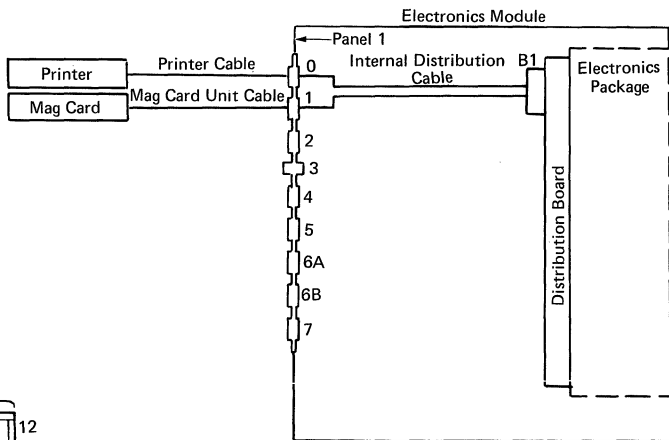 Electronics Module
Panel 1
Printer Cable
0
Internal Distribution
Cable
B1
Electronics
Package
Printer
Mag Card Unit Cable
1
Mag Card
2
3
4
5
6A
6B
7
Distribution Board
12